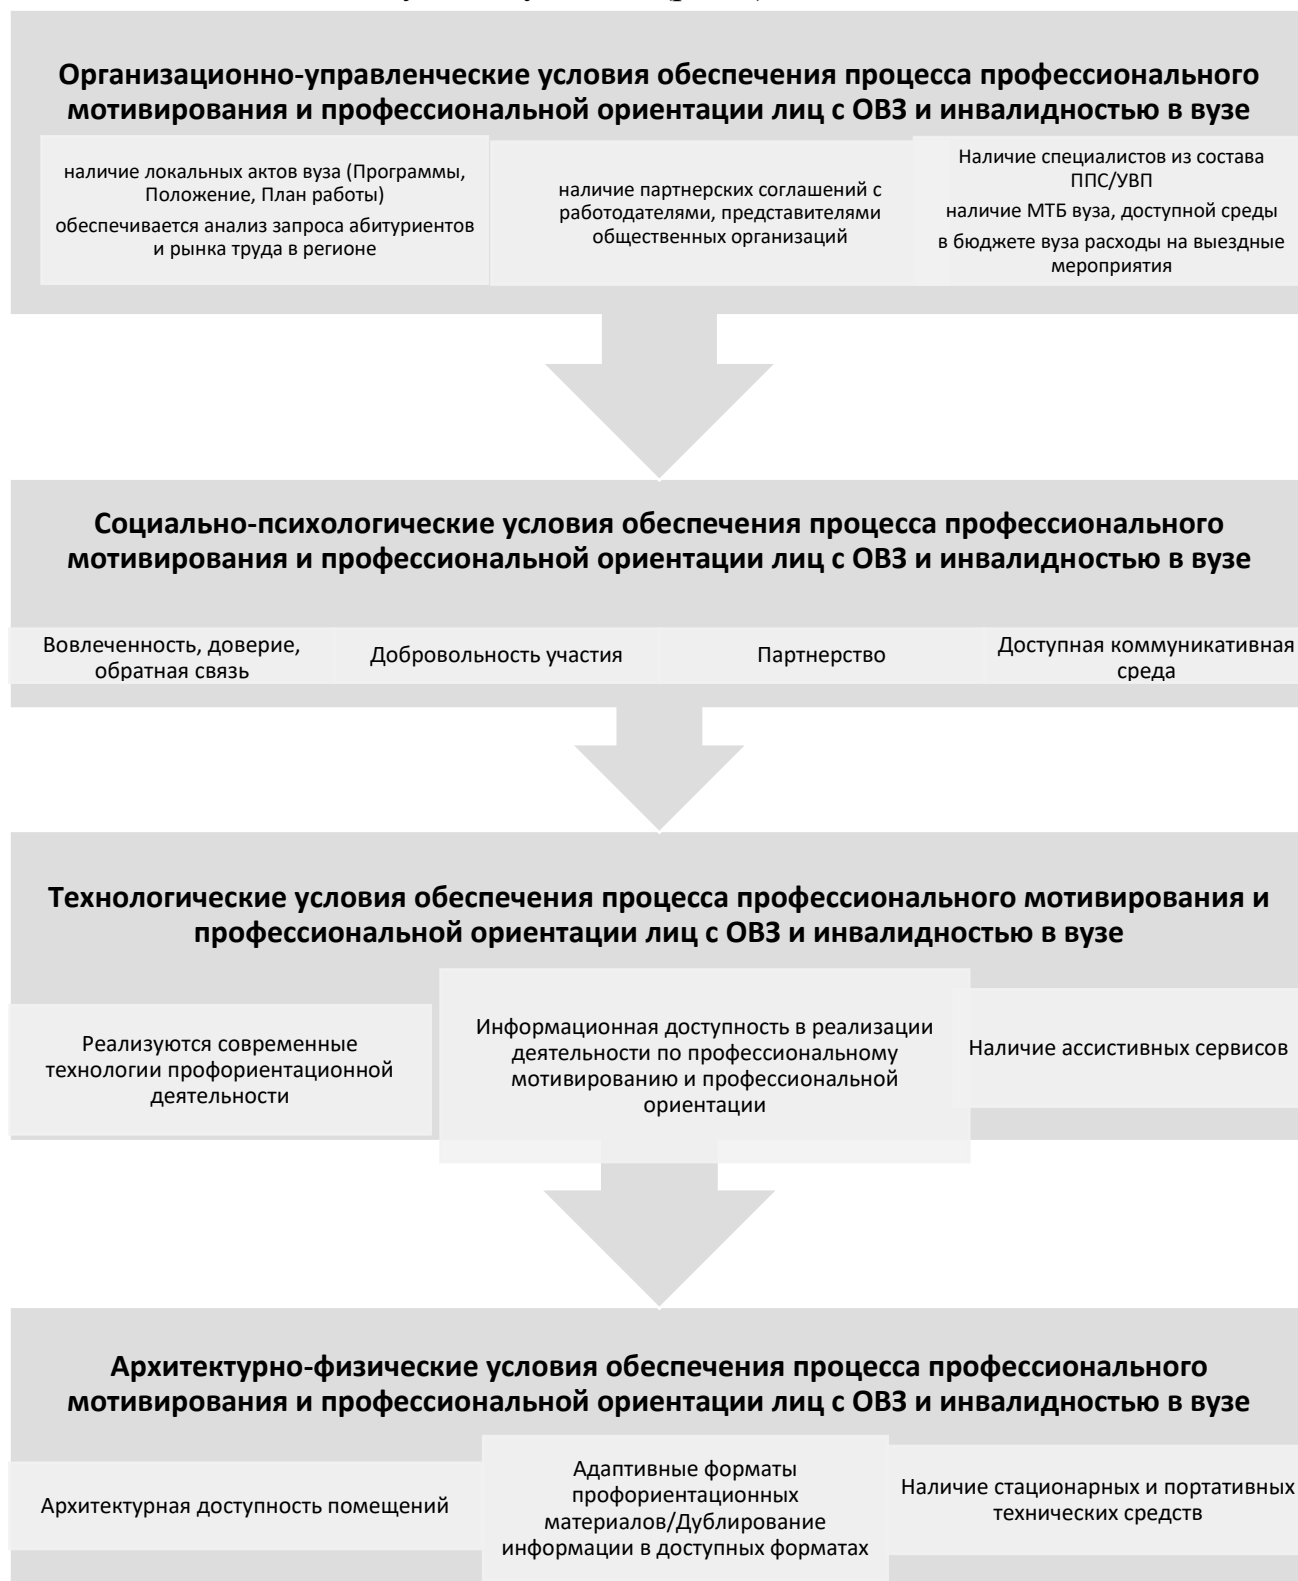 Организационно-управленческие условия обеспечения процесса профессионального
мотивирования и профессиональной ориентации лиц с ОВЗ и инвалидностью в вузе
наличие локальных актов вуза (Программы,
Положение, План работы)
обеспечивается анализ запроса абитуриентов
и рынка труда в регионе
наличие партнерских соглашений с
работодателями, представителями
общественных организаций
Наличие специалистов из состава
ППС/УВП
наличие МТБ вуза, доступной среды
в бюджете вуза расходы на выездные
мероприятия
Социально-психологические условия обеспечения процесса профессионального
мотивирования и профессиональной ориентации лиц с ОВЗ и инвалидностью в вузе
Вовлеченность, доверие,
обратная связь
Добровольность участия
Партнерство
Доступная коммуникативная
среда
Технологические условия обеспечения процесса профессионального мотивирования и
профессиональной ориентации лиц с ОВЗ и инвалидностью в вузе
Реализуются современные
технологии профориентационной
деятельности
Информационная доступность в реализации
деятельности по профессиональному
мотивированию и профессиональной
ориентации
Наличие ассистивных сервисов
Архитектурно-физические условия обеспечения процесса профессионального
мотивирования и профессиональной ориентации лиц с ОВЗ и инвалидностью в вузе
Архитектурная доступность помещений
Адаптивные форматы
профориентационных
материалов/Дублирование
информации в доступных форматах
Наличие стационарных и портативных
технических средств